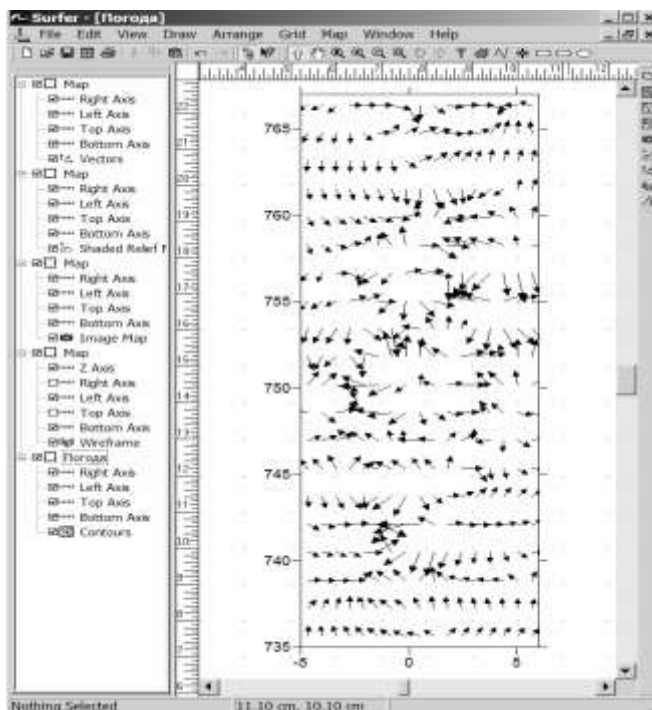 Surfer - [Погода]
File Edit View Draw Arrange Grid Map Window Help
Map
Right Axis
Left Axis
Top Axis
Bottom Axis
Vectors
Map
Right Axis
Left Axis
Top Axis
Bottom Axis
Shaded Relief
Map
Right Axis
Left Axis
Top Axis
Bottom Axis
Image Map
Map
Z Axis
Right Axis
Left Axis
Top Axis
Bottom Axis
Wireframe
Погода
Right Axis
Left Axis
Top Axis
Bottom Axis
Contours
765
760
755
750
745
740
735
-5 0 5
Nothing Selected 11.10 cm, 10.10 cm